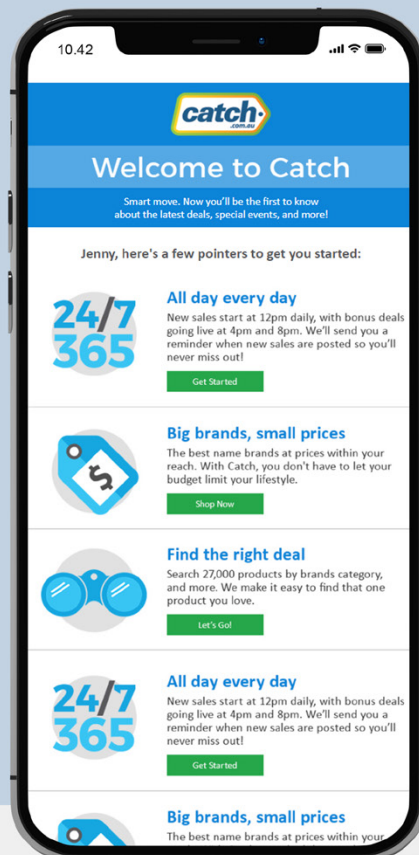 10.42
catch.
.com.au
Welcome to Catch
Smart move. Now you'll be the first to know
about the latest deals, special events, and more!
Jenny, here's a few pointers to get you started:
24/7
365
All day every day
New sales start at 12pm daily, with bonus deals
going live at 4pm and 8pm. We'll send you a
reminder when new sales are posted so you'll
never miss out!
Get Started
$
Big brands, small prices
The best name brands at prices within your
reach. With Catch, you don't have to let your
budget limit your lifestyle.
Shop Now
Find the right deal
Search 27,000 products by brands category,
and more. We make it easy to find that one
product you love.
Let's Go!
24/7
365
All day every day
New sales start at 12pm daily, with bonus deals
going live at 4pm and 8pm. We'll send you a
reminder when new sales are posted so you'll
never miss out!
Get Started
Big brands, small prices
The best name brands at prices within your